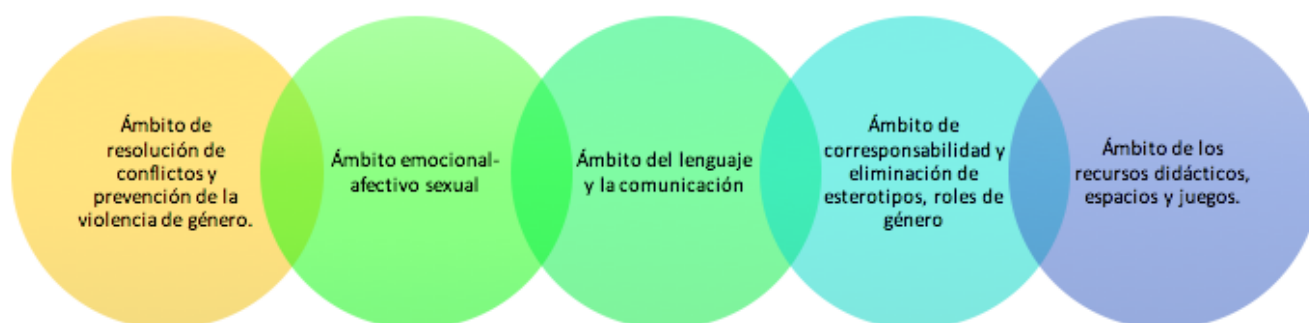 Ámbito de
resolución de
conflictos y
prevención de la
violencia de género.
Ámbito emocional-
afectivo sexual
Ámbito del lenguaje
y la comunicación
Ámbito de
corresponsabilidad y
eliminación de
esterotipos, roles de
género
Ámbito de los
recursos didácticos,
espacios y juegos.